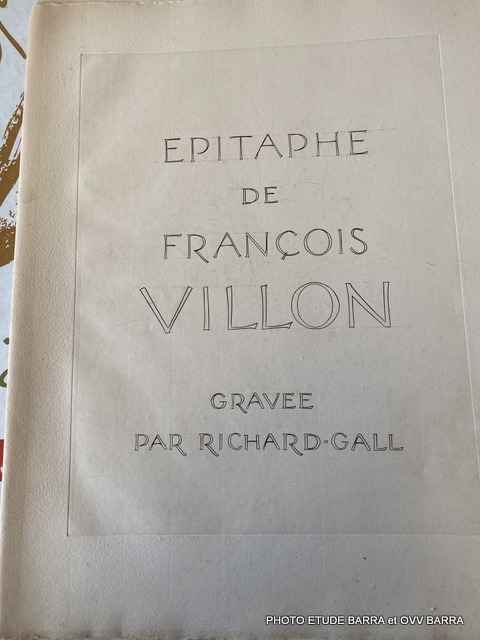 EPITAPHE
DE
FRANÇOIS
VILLON
GRAVEE
PAR RICHARD-GALL
PHOTO ETUDE BARRA et OVV BARRA